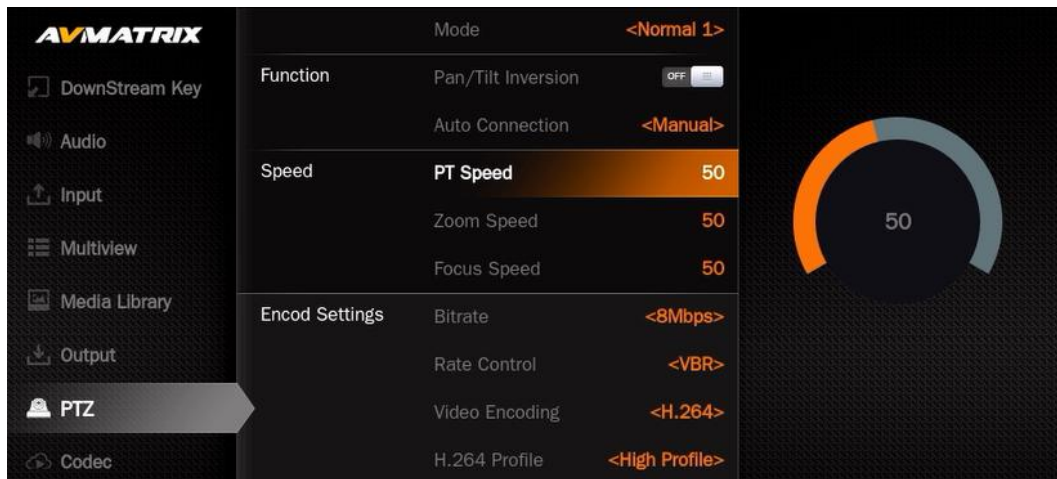 AVMATRIX
DownStream Key
Audio
Input
Multiview
Media Library
Output
PTZ
Codec
Mode <Normal 1>
Function Pan/Tilt Inversion OFF
Auto Connection <Manual>
Speed PT Speed 50
Zoom Speed 50
Focus Speed 50
Encod Settings Bitrate <8Mbps>
Rate Control <VBR>
Video Encoding <H.264>
H.264 Profile <High Profile>
50